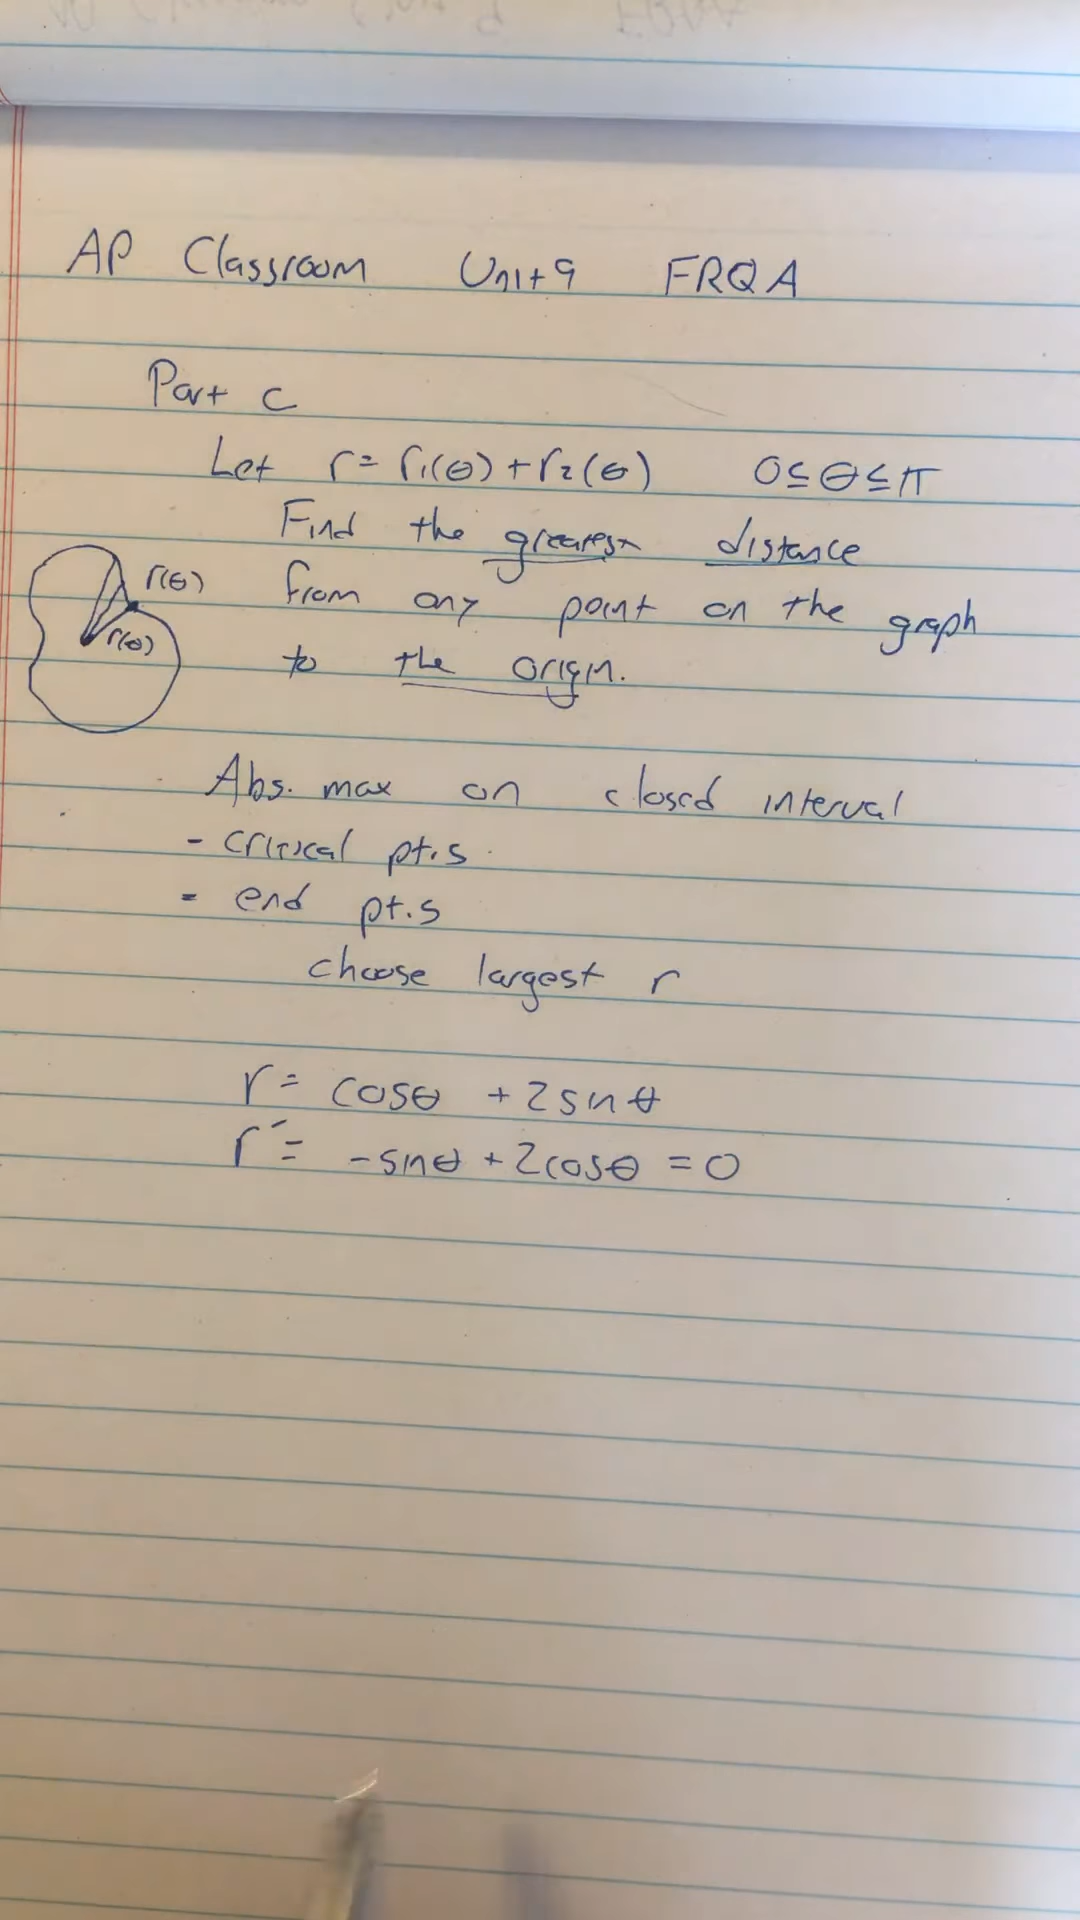 AP Classroom Unit 9 FRQ A
Part C
Let r = r₁(θ) + r₂(θ) 0 ≤ θ ≤ π
Find the greatest distance
from any point on the graph
to the origin.
r(θ)
r(θ)
Abs. max on closed interval
- critical pt.s
- end pt.s
choose largest r
r = cosθ + 2sinθ
r' = -sinθ + 2cosθ = 0